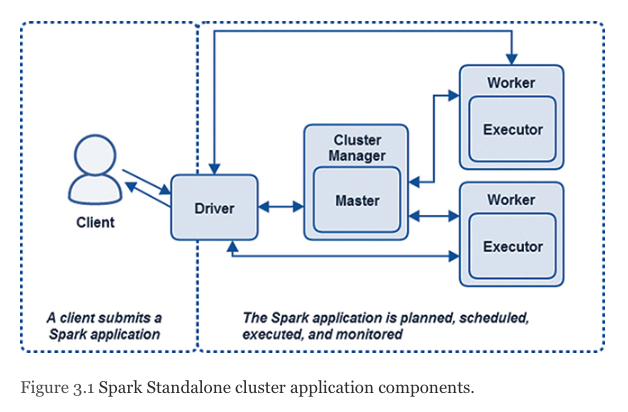 Worker
Executor
Cluster
Manager
Master
Client
Driver
Worker
Executor
A client submits a
Spark application
The Spark application is planned, scheduled,
executed, and monitored
Figure 3.1 Spark Standalone cluster application components.